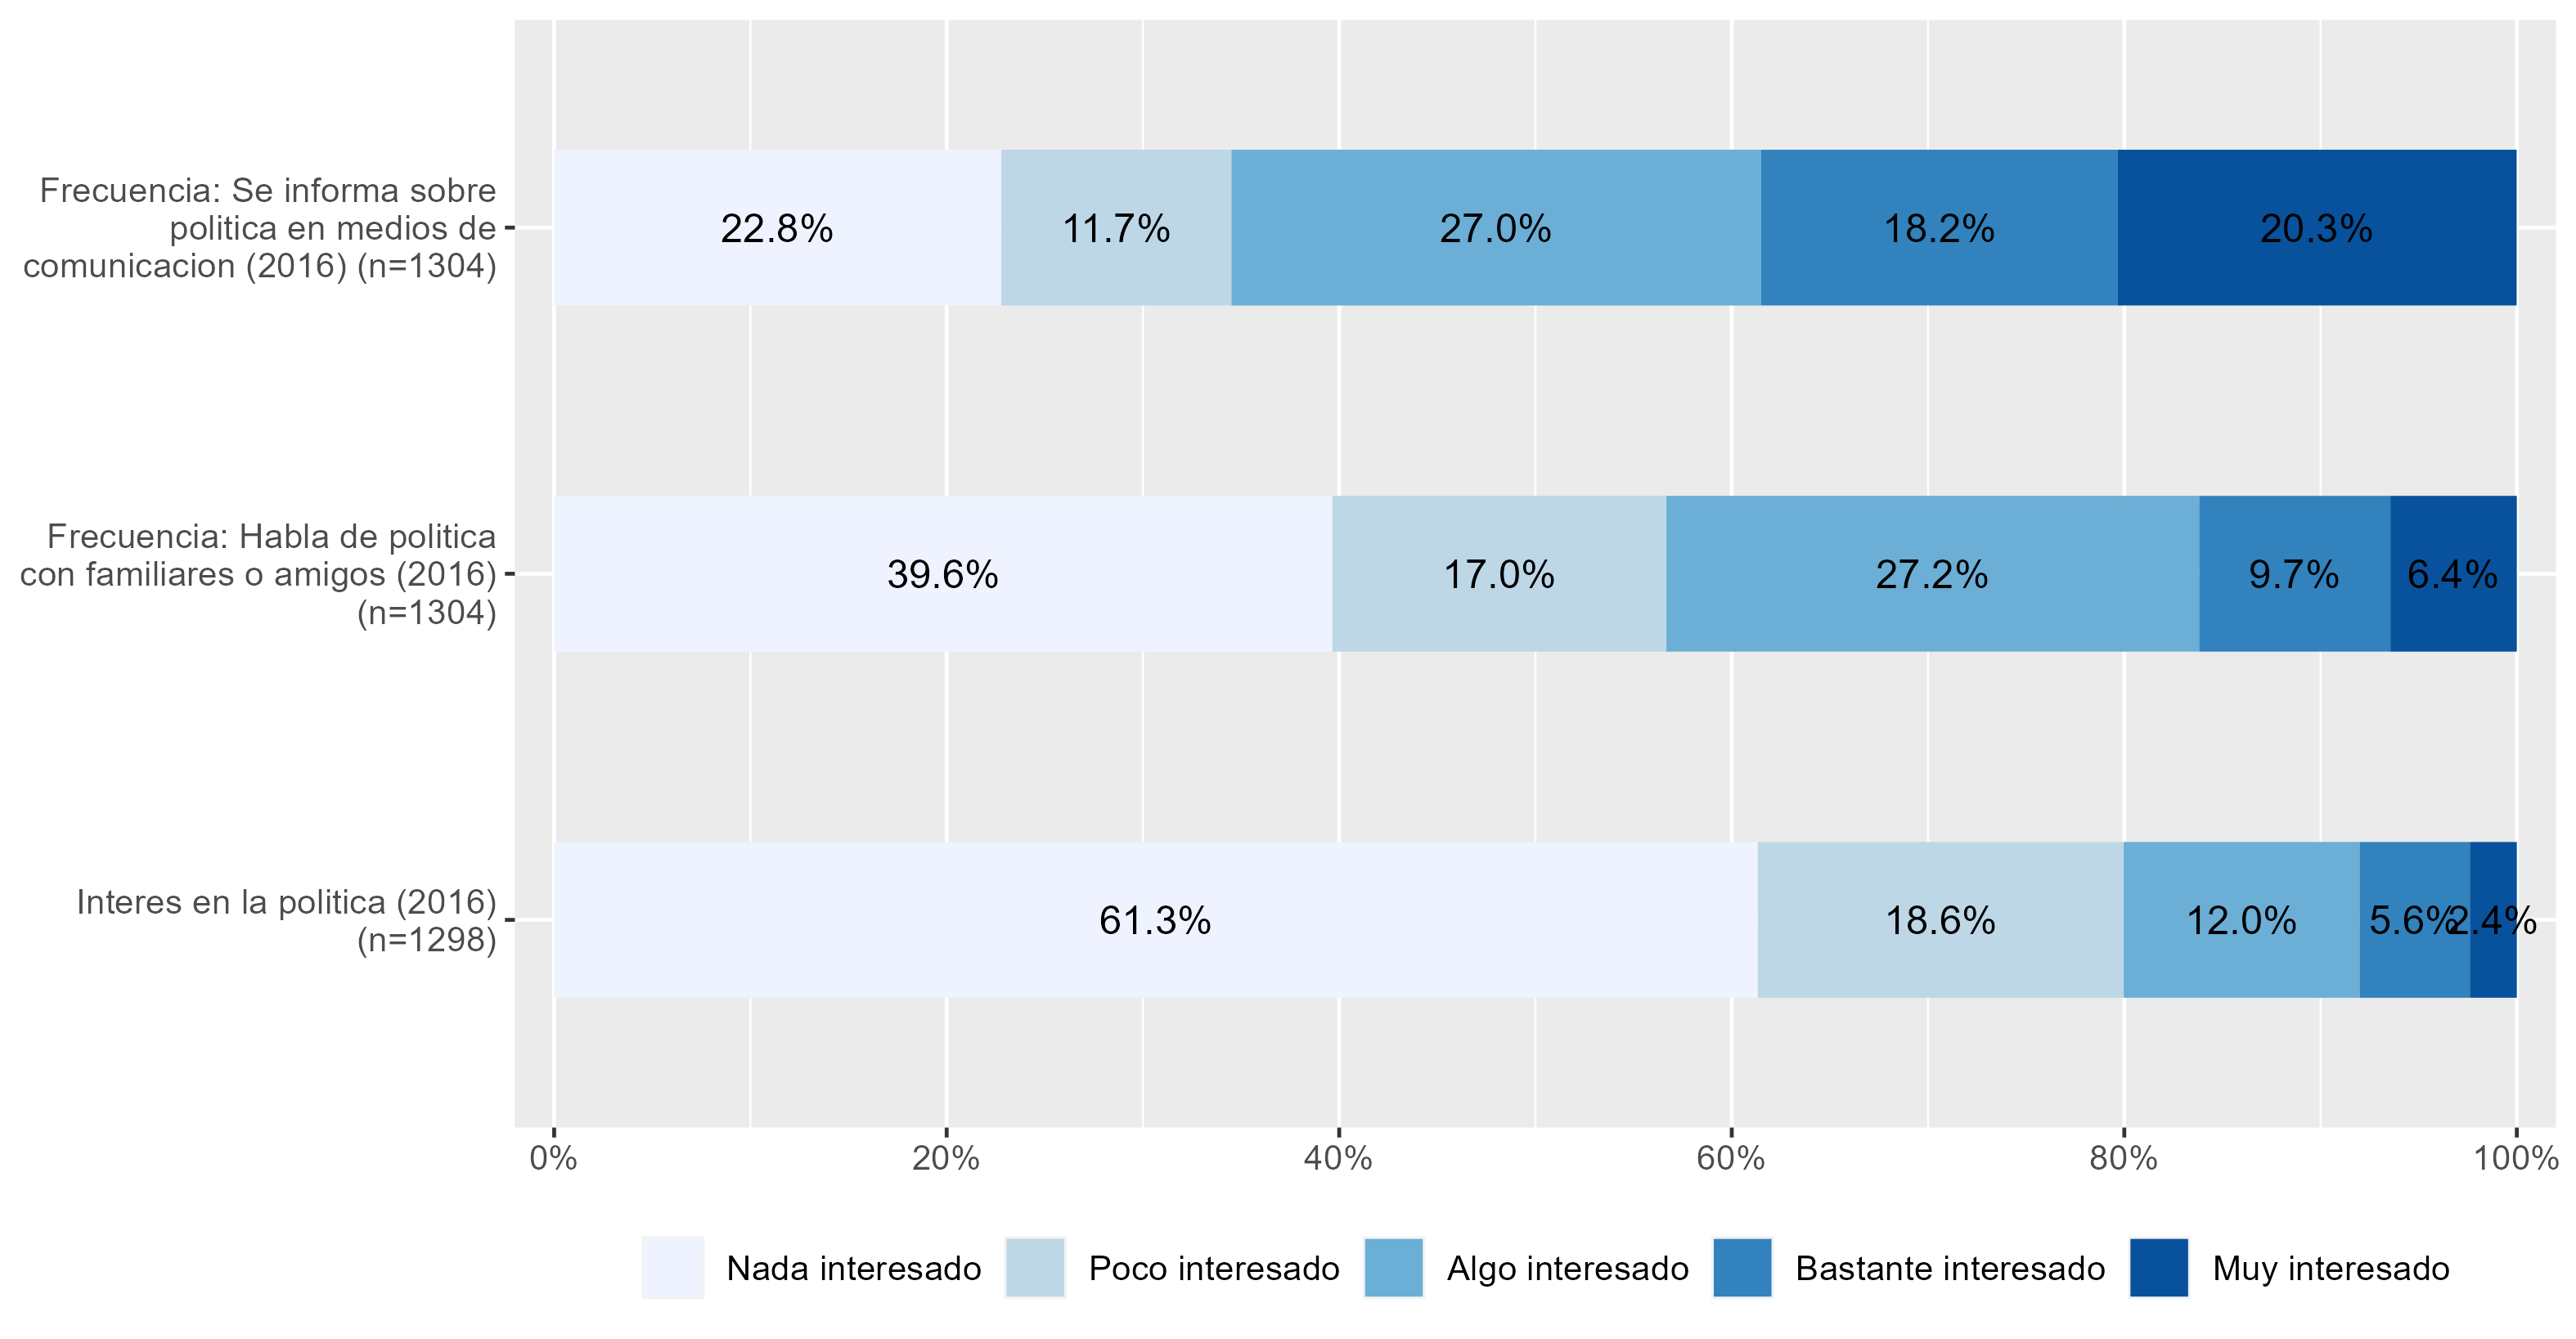 Frecuencia: Se informa sobre
politica en medios de
comunicacion (2016) (n=1304)
22.8% 11.7% 27.0% 18.2% 20.3%
Frecuencia: Habla de politica
con familiares o amigos (2016)
(n=1304)
39.6% 17.0% 27.2% 9.7% 6.4%
Interes en la politica (2016)
(n=1298)
61.3% 18.6% 12.0% 5.6% 2.4%
0% 20% 40% 60% 80% 100%
Nada interesado Poco interesado Algo interesado Bastante interesado Muy interesado